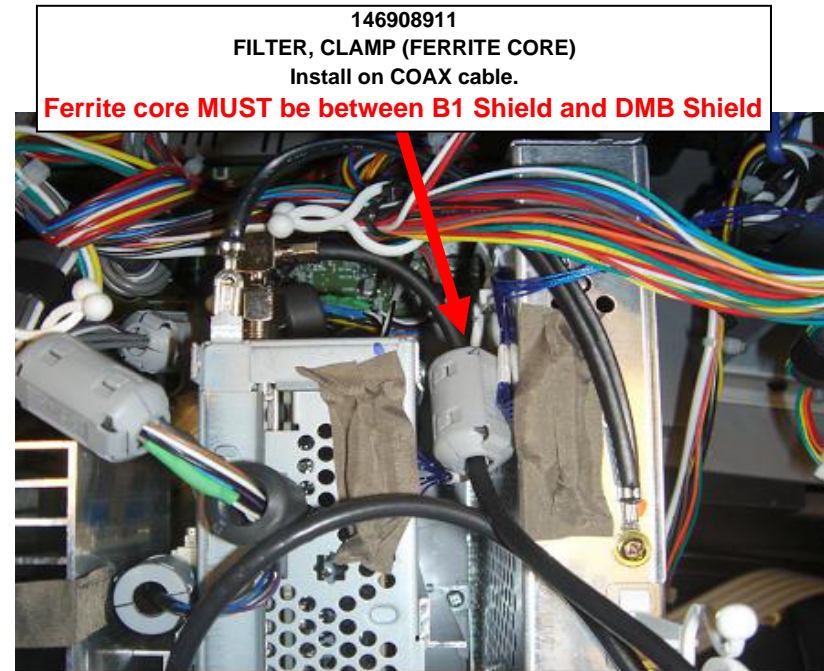 146908911
FILTER, CLAMP (FERRITE CORE)
Install on COAX cable.
Ferrite core MUST be between B1 Shield and DMB Shield